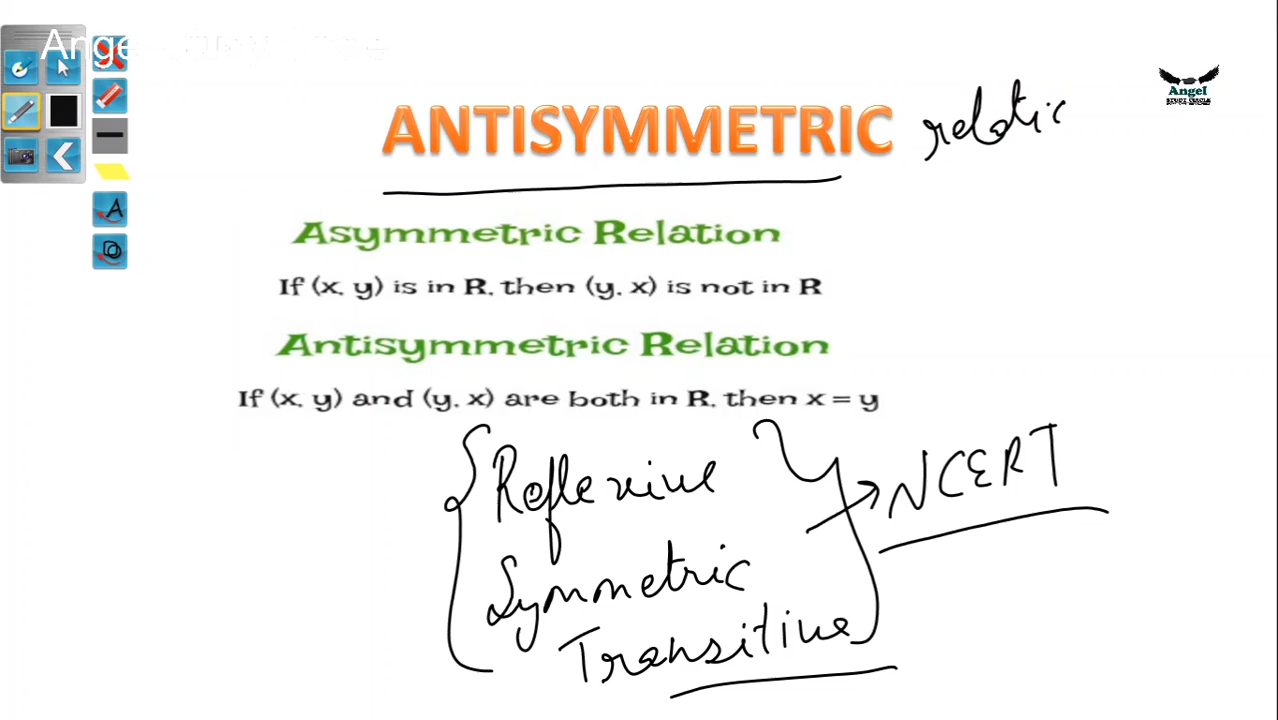 ANTISYMMETRIC relatio
Angel
Asymmetric Relation
If (x, y) is in R, then (y, x) is not in R
Antisymmetric Relation
If (x, y) and (y, x) are both in R, then x = y
Reflexive
NCERT
Symmetric
Transitive